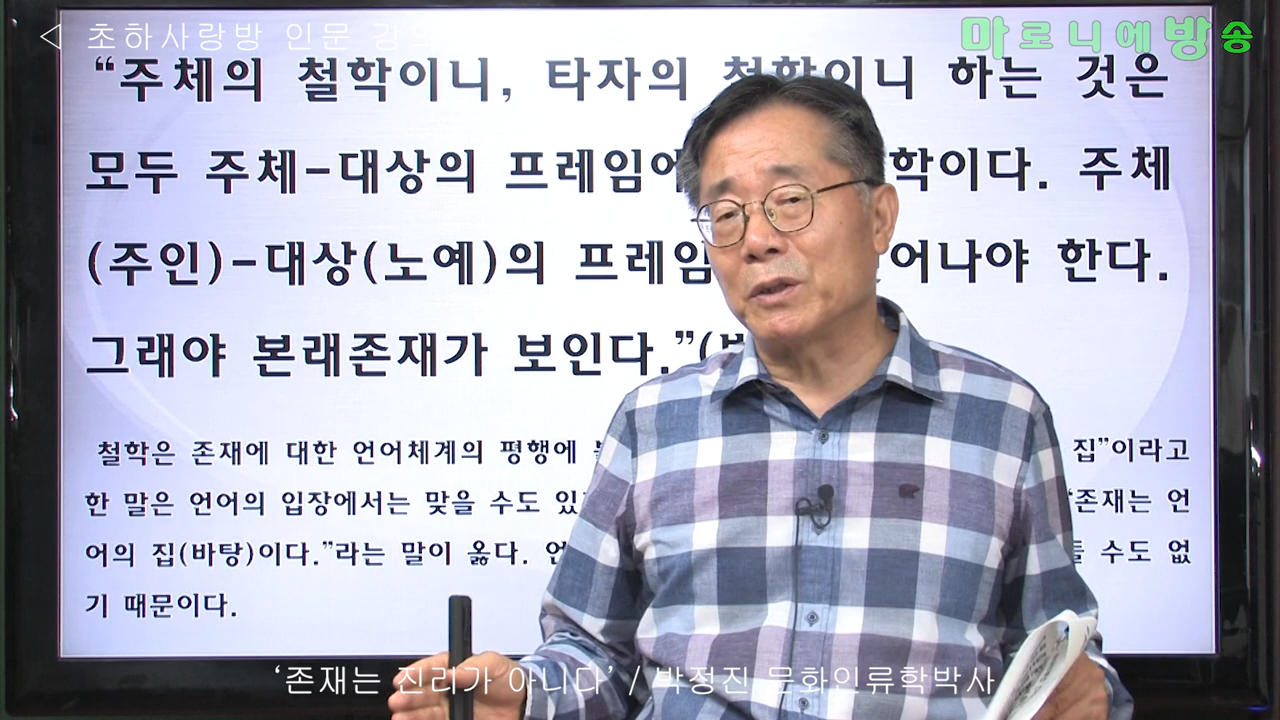 ◁ 초하사랑방 인문 강의
마로니에방송
“주체의 철학이니, 타자의 철학이니 하는 것은
모두 주체-대상의 프레임에 학이다. 주체
(주인)-대상(노예)의 프레임 어나야 한다.
그래야 본래존재가 보인다.”(
철학은 존재에 대한 언어체계의 평행에 집”이라고
한 말은 언어의 입장에서는 맞을 수도 있 “존재는 언
어의 집(바탕)이다.”라는 말이 옳다. 언 수도 없
기 때문이다.
‘존재는 진리가 아니다’ / 박정진 문화인류학박사